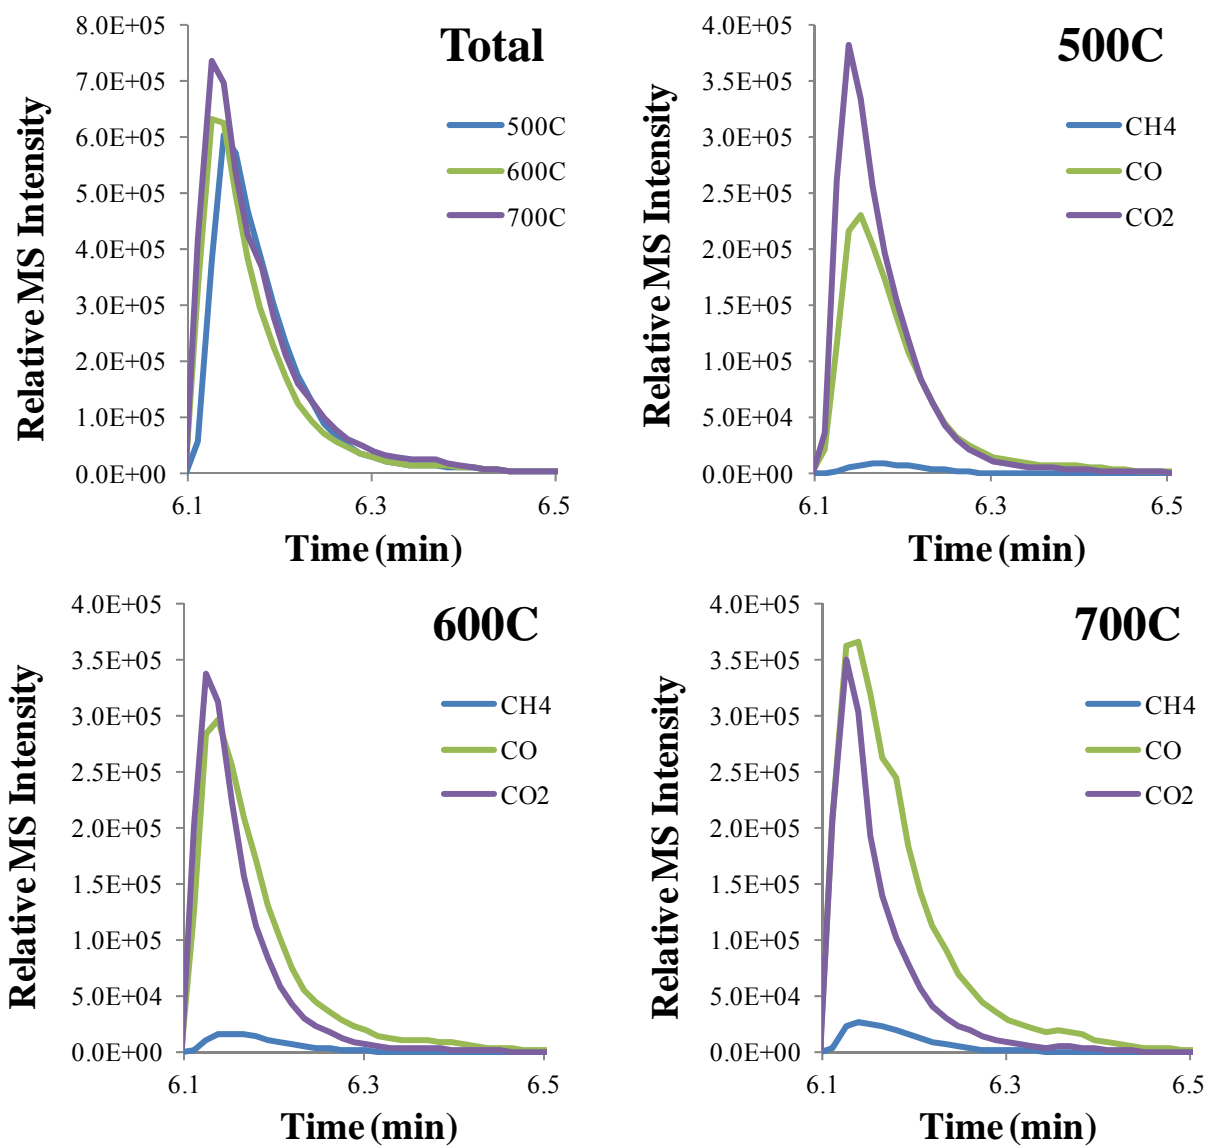 Total
Relative MS Intensity
8.0E+05
7.0E+05
6.0E+05
5.0E+05
4.0E+05
3.0E+05
2.0E+05
1.0E+05
0.0E+00
500C
600C
700C
6.1
6.3
6.5
Time (min)
500C
Relative MS Intensity
4.0E+05
3.5E+05
3.0E+05
2.5E+05
2.0E+05
1.5E+05
1.0E+05
5.0E+04
0.0E+00
CH4
CO
CO2
6.1
6.3
6.5
Time (min)
600C
Relative MS Intensity
4.0E+05
3.5E+05
3.0E+05
2.5E+05
2.0E+05
1.5E+05
1.0E+05
5.0E+04
0.0E+00
CH4
CO
CO2
6.1
6.3
6.5
Time (min)
700C
Relative MS Intensity
4.0E+05
3.5E+05
3.0E+05
2.5E+05
2.0E+05
1.5E+05
1.0E+05
5.0E+04
0.0E+00
CH4
CO
CO2
6.1
6.3
6.5
Time (min)